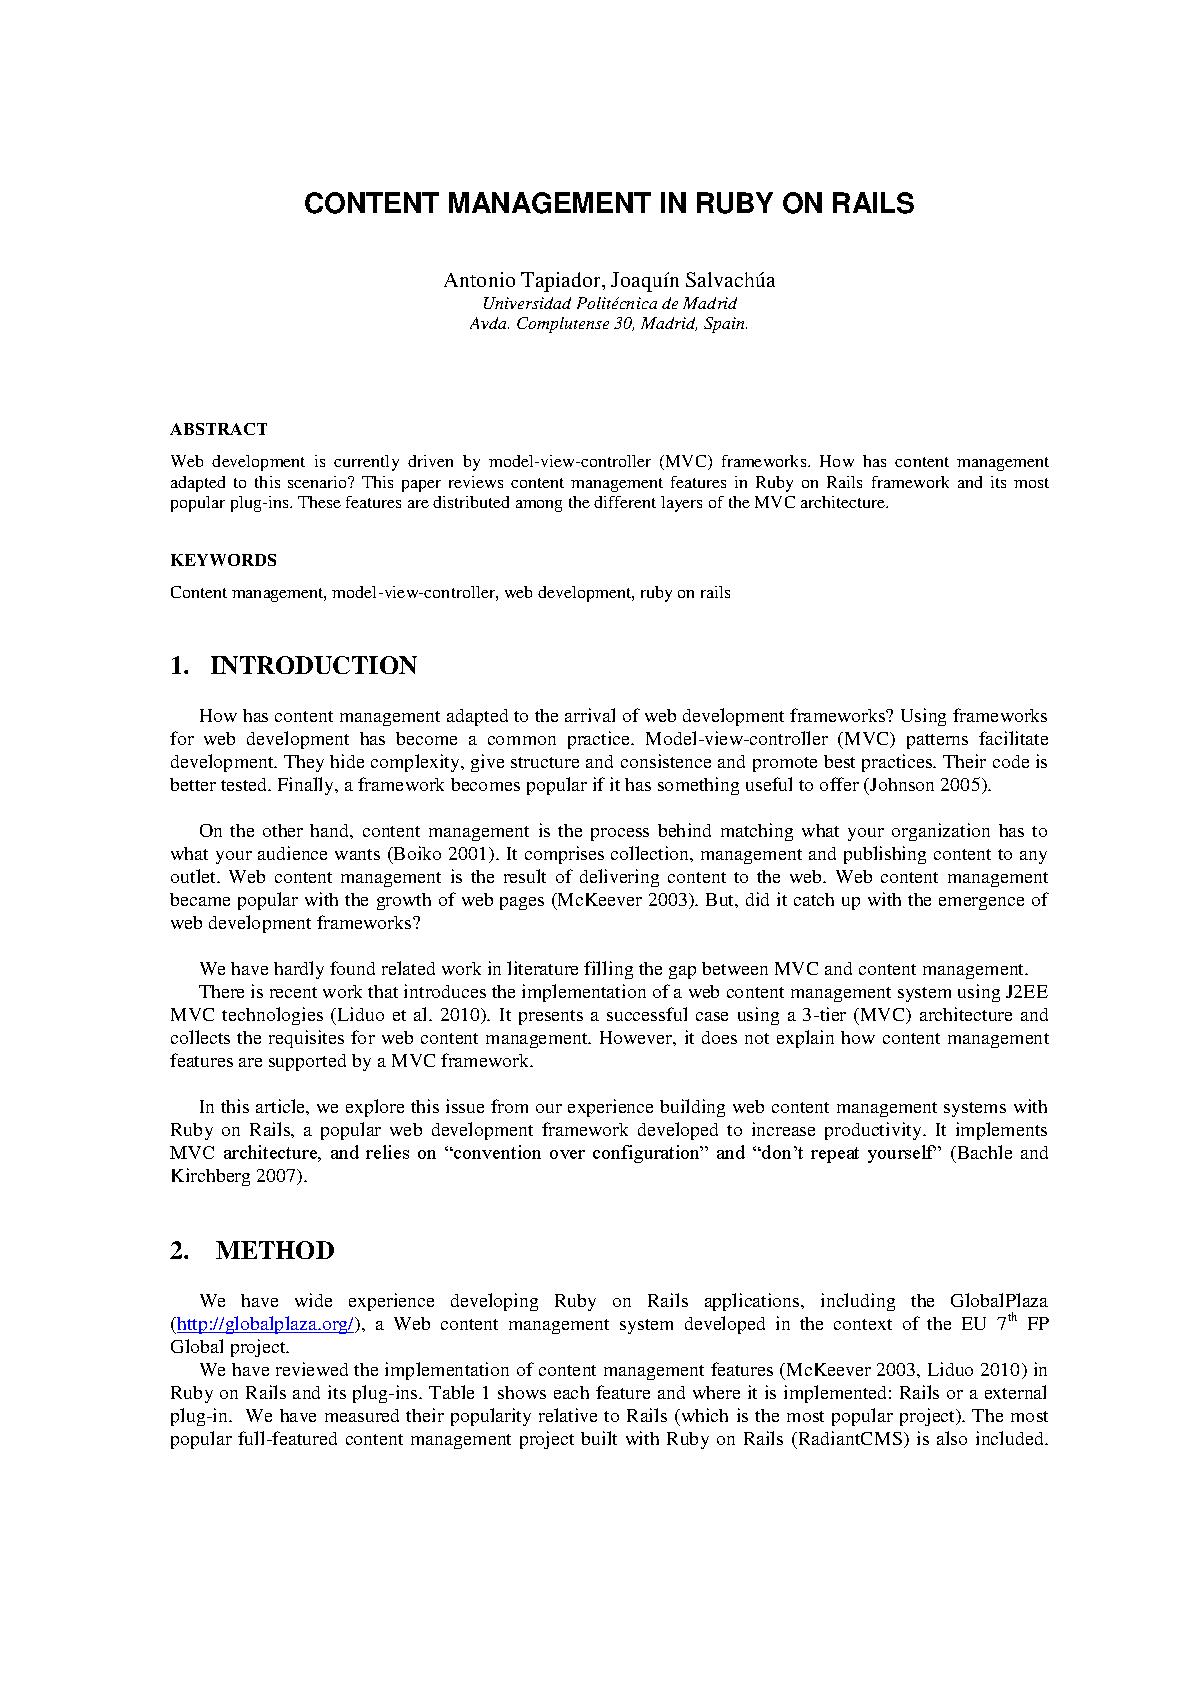 CONTENT MANAGEMENT IN RUBY ON RAILS
Antonio Tapiador, Joaquín Salvachúa
Universidad Politécnica de Madrid
Avda. Complutense 30, Madrid, Spain.
ABSTRACT
Web development is currently driven by model-view-controller (MVC) frameworks. How has content management
adapted to this scenario? This paper reviews content management features in Ruby on Rails framework and its most
popular plug-ins. These features are distributed among the different layers of the MVC architecture.
KEYWORDS
Content management, model-view-controller, web development, ruby on rails
1. INTRODUCTION
How has content management adapted to the arrival of web development frameworks? Using frameworks
for web development has become a common practice. Model-view-controller (MVC) patterns facilitate
development. They hide complexity, give structure and consistence and promote best practices. Their code is
better tested. Finally, a framework becomes popular if it has something useful to offer (Johnson 2005).
On the other hand, content management is the process behind matching what your organization has to
what your audience wants (Boiko 2001). It comprises collection, management and publishing content to any
outlet. Web content management is the result of delivering content to the web. Web content management
became popular with the growth of web pages (McKeever 2003). But, did it catch up with the emergence of
web development frameworks?
We have hardly found related work in literature filling the gap between MVC and content management.
There is recent work that introduces the implementation of a web content management system using J2EE
MVC technologies (Liduo et al. 2010). It presents a successful case using a 3-tier (MVC) architecture and
collects the requisites for web content management. However, it does not explain how content management
features are supported by a MVC framework.
In this article, we explore this issue from our experience building web content management systems with
Ruby on Rails, a popular web development framework developed to increase productivity. It implements
MVC architecture, and relies on “convention over configuration” and “don’t repeat yourself” (Bachle and
Kirchberg 2007).
2. METHOD
We have wide experience developing Ruby on Rails applications, including the GlobalPlaza
(http://globalplaza.org/), a Web content management system developed in the context of the EU 7th FP
Global project.
We have reviewed the implementation of content management features (McKeever 2003, Liduo 2010) in
Ruby on Rails and its plug-ins. Table 1 shows each feature and where it is implemented: Rails or a external
plug-in. We have measured their popularity relative to Rails (which is the most popular project). The most
popular full-featured content management project built with Ruby on Rails (RadiantCMS) is also included.